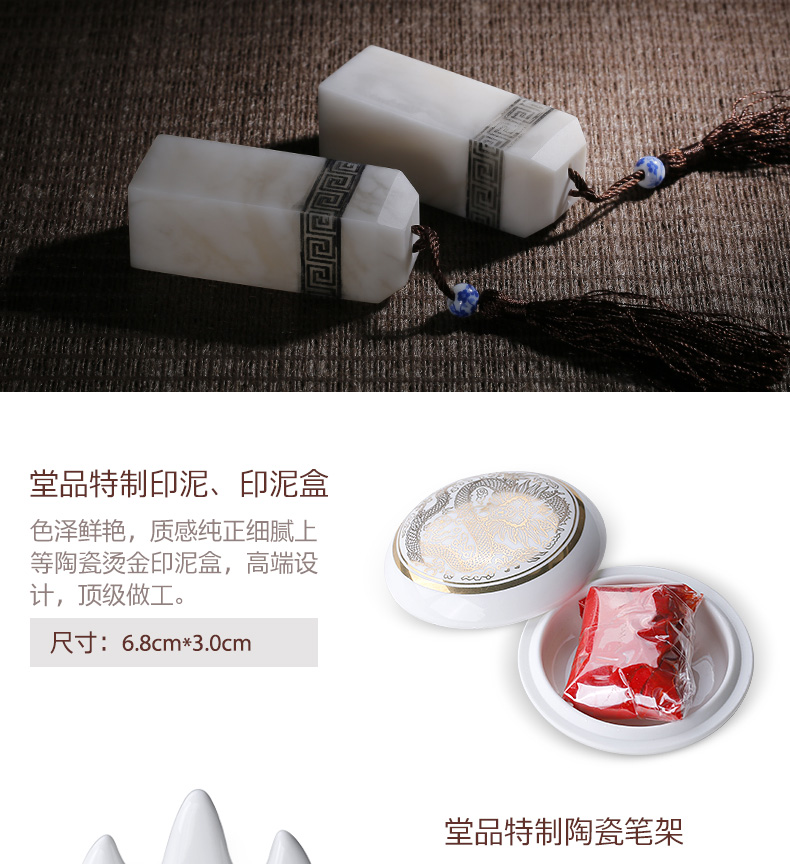 堂品特制印泥、印泥盒
色泽鲜艳，质感纯正细腻上
等陶瓷烫金印泥盒，高端设
计，顶级做工。
尺寸：6.8cm*3.0cm
堂品特制陶瓷笔架